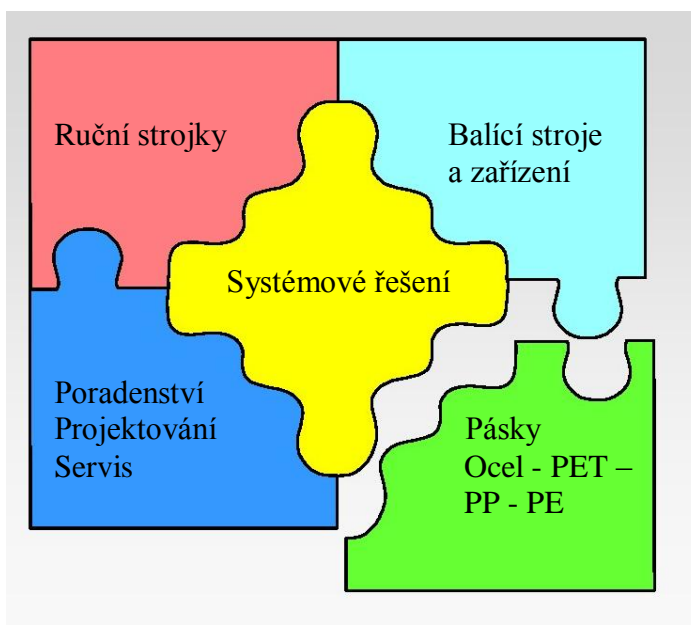 Ruční strojky
Balící stroje
a zařízení
Systémové řešení
Poradenství
Projektování
Servis
Pásky
Ocel - PET –
PP - PE